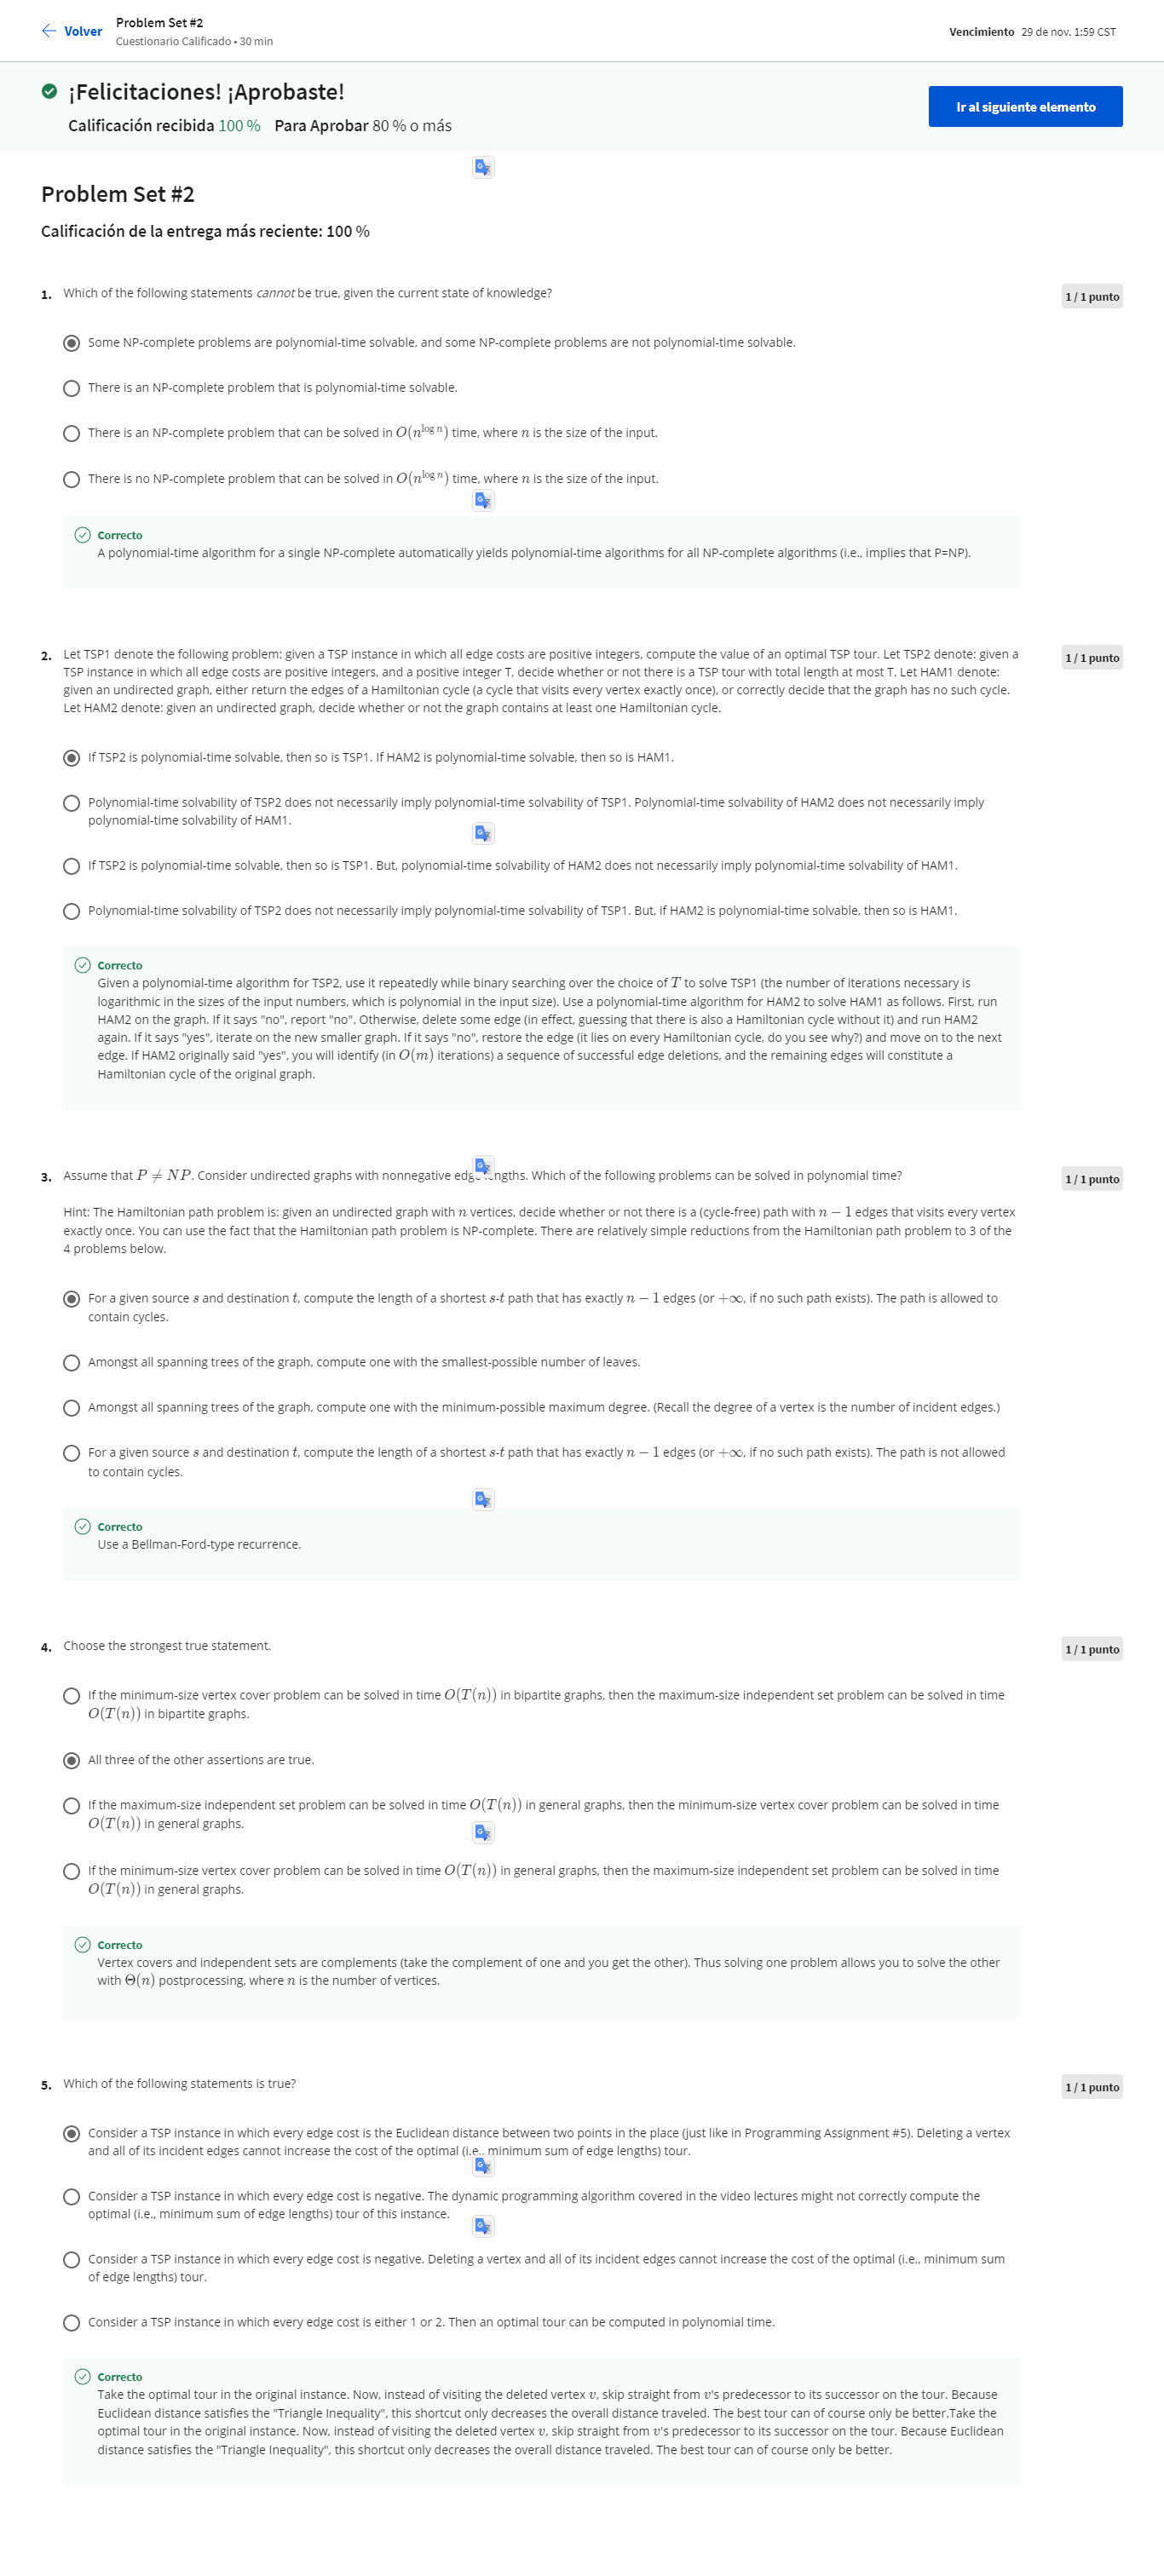 Volver
Problem Set #2
Cuestionario Calificado • 30 min
Vencimiento 29 de nov. 1:59 CST
¡Felicitaciones! ¡Aprobaste!
Calificación recibida 100 % Para Aprobar 80 % o más
Ir al siguiente elemento
Problem Set #2
Calificación de la entrega más reciente: 100 %
1. Which of the following statements cannot be true, given the current state of knowledge?
1 / 1 punto
Some NP-complete problems are polynomial-time solvable, and some NP-complete problems are not polynomial-time solvable.
There is an NP-complete problem that is polynomial-time solvable.
There is an NP-complete problem that can be solved in O(n^{log n}) time, where n is the size of the input.
There is no NP-complete problem that can be solved in O(n^{log n}) time, where n is the size of the input.
Correcto
A polynomial-time algorithm for a single NP-complete automatically yields polynomial-time algorithms for all NP-complete algorithms (i.e., implies that P=NP).
2. Let TSP1 denote the following problem: given a TSP instance in which all edge costs are positive integers, compute the value of an optimal TSP tour. Let TSP2 denote: given a
TSP instance in which all edge costs are positive integers, and a positive integer T, decide whether or not there is a TSP tour with total length at most T. Let HAM1 denote:
given an undirected graph, either return the edges of a Hamiltonian cycle (a cycle that visits every vertex exactly once), or correctly decide that the graph has no such cycle.
Let HAM2 denote: given an undirected graph, decide whether or not the graph contains at least one Hamiltonian cycle.
1 / 1 punto
If TSP2 is polynomial-time solvable, then so is TSP1. If HAM2 is polynomial-time solvable, then so is HAM1.
Polynomial-time solvability of TSP2 does not necessarily imply polynomial-time solvability of TSP1. Polynomial-time solvability of HAM2 does not necessarily imply
polynomial-time solvability of HAM1.
If TSP2 is polynomial-time solvable, then so is TSP1. But, polynomial-time solvability of HAM2 does not necessarily imply polynomial-time solvability of HAM1.
Polynomial-time solvability of TSP2 does not necessarily imply polynomial-time solvability of TSP1. But, if HAM2 is polynomial-time solvable, then so is HAM1.
Correcto
Given a polynomial-time algorithm for TSP2, use it repeatedly while binary searching over the choice of T to solve TSP1 (the number of iterations necessary is
logarithmic in the sizes of the input numbers, which is polynomial in the input size). Use a polynomial-time algorithm for HAM2 to solve HAM1 as follows. First, run
HAM2 on the graph. If it says "no", report "no". Otherwise, delete some edge (in effect, guessing that there is also a Hamiltonian cycle without it) and run HAM2
again. If it says "yes", iterate on the new smaller graph. If it says "no", restore the edge (it lies on every Hamiltonian cycle, do you see why?) and move on to the next
edge. If HAM2 originally said "yes", you will identify (in O(m) iterations) a sequence of successful edge deletions, and the remaining edges will constitute a
Hamiltonian cycle of the original graph.
3. Assume that P ≠ NP. Consider undirected graphs with nonnegative edge lengths. Which of the following problems can be solved in polynomial time?
1 / 1 punto
Hint: The Hamiltonian path problem is: given an undirected graph with n vertices, decide whether or not there is a (cycle-free) path with n − 1 edges that visits every vertex
exactly once. You can use the fact that the Hamiltonian path problem is NP-complete. There are relatively simple reductions from the Hamiltonian path problem to 3 of the
4 problems below.
For a given source s and destination t, compute the length of a shortest s-t path that has exactly n − 1 edges (or +∞, if no such path exists). The path is allowed to
contain cycles.
Amongst all spanning trees of the graph, compute one with the smallest-possible number of leaves.
Amongst all spanning trees of the graph, compute one with the minimum-possible maximum degree. (Recall the degree of a vertex is the number of incident edges.)
For a given source s and destination t, compute the length of a shortest s-t path that has exactly n − 1 edges (or +∞, if no such path exists). The path is not allowed
to contain cycles.
Correcto
Use a Bellman-Ford-type recurrence.
4. Choose the strongest true statement.
1 / 1 punto
If the minimum-size vertex cover problem can be solved in time O(T(n)) in bipartite graphs, then the maximum-size independent set problem can be solved in time
O(T(n)) in bipartite graphs.
All three of the other assertions are true.
If the maximum-size independent set problem can be solved in time O(T(n)) in general graphs, then the minimum-size vertex cover problem can be solved in time
O(T(n)) in general graphs.
If the minimum-size vertex cover problem can be solved in time O(T(n)) in general graphs, then the maximum-size independent set problem can be solved in time
O(T(n)) in general graphs.
Correcto
Vertex covers and independent sets are complements (take the complement of one and you get the other). Thus solving one problem allows you to solve the other
with Θ(n) postprocessing, where n is the number of vertices.
5. Which of the following statements is true?
1 / 1 punto
Consider a TSP instance in which every edge cost is the Euclidean distance between two points in the place (just like in Programming Assignment #5). Deleting a vertex
and all of its incident edges cannot increase the cost of the optimal (i.e., minimum sum of edge lengths) tour.
Consider a TSP instance in which every edge cost is negative. The dynamic programming algorithm covered in the video lectures might not correctly compute the
optimal (i.e., minimum sum of edge lengths) tour of this instance.
Consider a TSP instance in which every edge cost is negative. Deleting a vertex and all of its incident edges cannot increase the cost of the optimal (i.e., minimum sum
of edge lengths) tour.
Consider a TSP instance in which every edge cost is either 1 or 2. Then an optimal tour can be computed in polynomial time.
Correcto
Take the optimal tour in the original instance. Now, instead of visiting the deleted vertex v, skip straight from v's predecessor to its successor on the tour. Because
Euclidean distance satisfies the "Triangle Inequality", this shortcut only decreases the overall distance traveled. The best tour can of course only be better.Take the
optimal tour in the original instance. Now, instead of visiting the deleted vertex v, skip straight from v's predecessor to its successor on the tour. Because Euclidean
distance satisfies the "Triangle Inequality", this shortcut only decreases the overall distance traveled. The best tour can of course only be better.